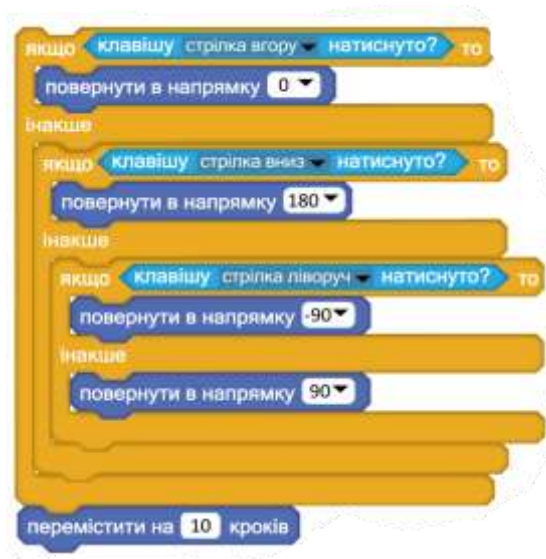 якщо клавішу стрілка вгору натиснуто? то
повернути в напрямку 0
інакше
якщо клавішу стрілка вниз натиснуто? то
повернути в напрямку 180
інакше
якщо клавішу стрілка ліворуч натиснуто? то
повернути в напрямку -90
інакше
повернути в напрямку 90
перемістити на 10 кроків